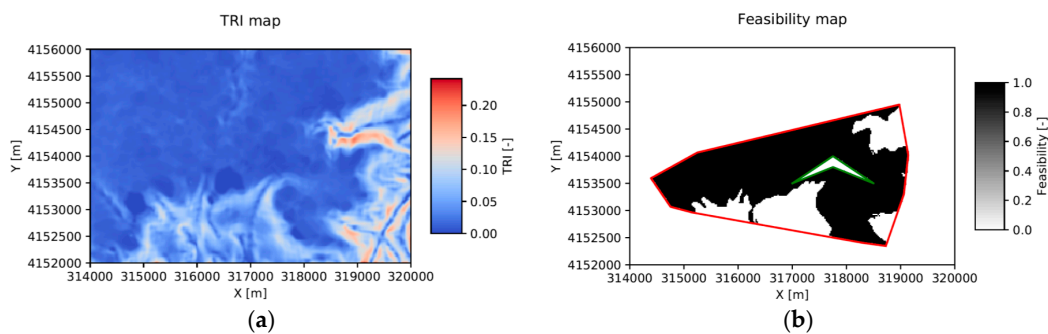 TRI map
4156000
4155500
4155000
4154500
4154000
4153500
4153000
4152500
4152000
Y [m]
314000 315000 316000 317000 318000 319000 320000
X [m]
0.20
0.15
0.10
0.05
0.00
TRI [-]
(a)
Feasibility map
4156000
4155500
4155000
4154500
4154000
4153500
4153000
4152500
4152000
Y [m]
314000 315000 316000 317000 318000 319000 320000
X [m]
1.0
0.8
0.6
0.4
0.2
0.0
Feasibility [-]
(b)